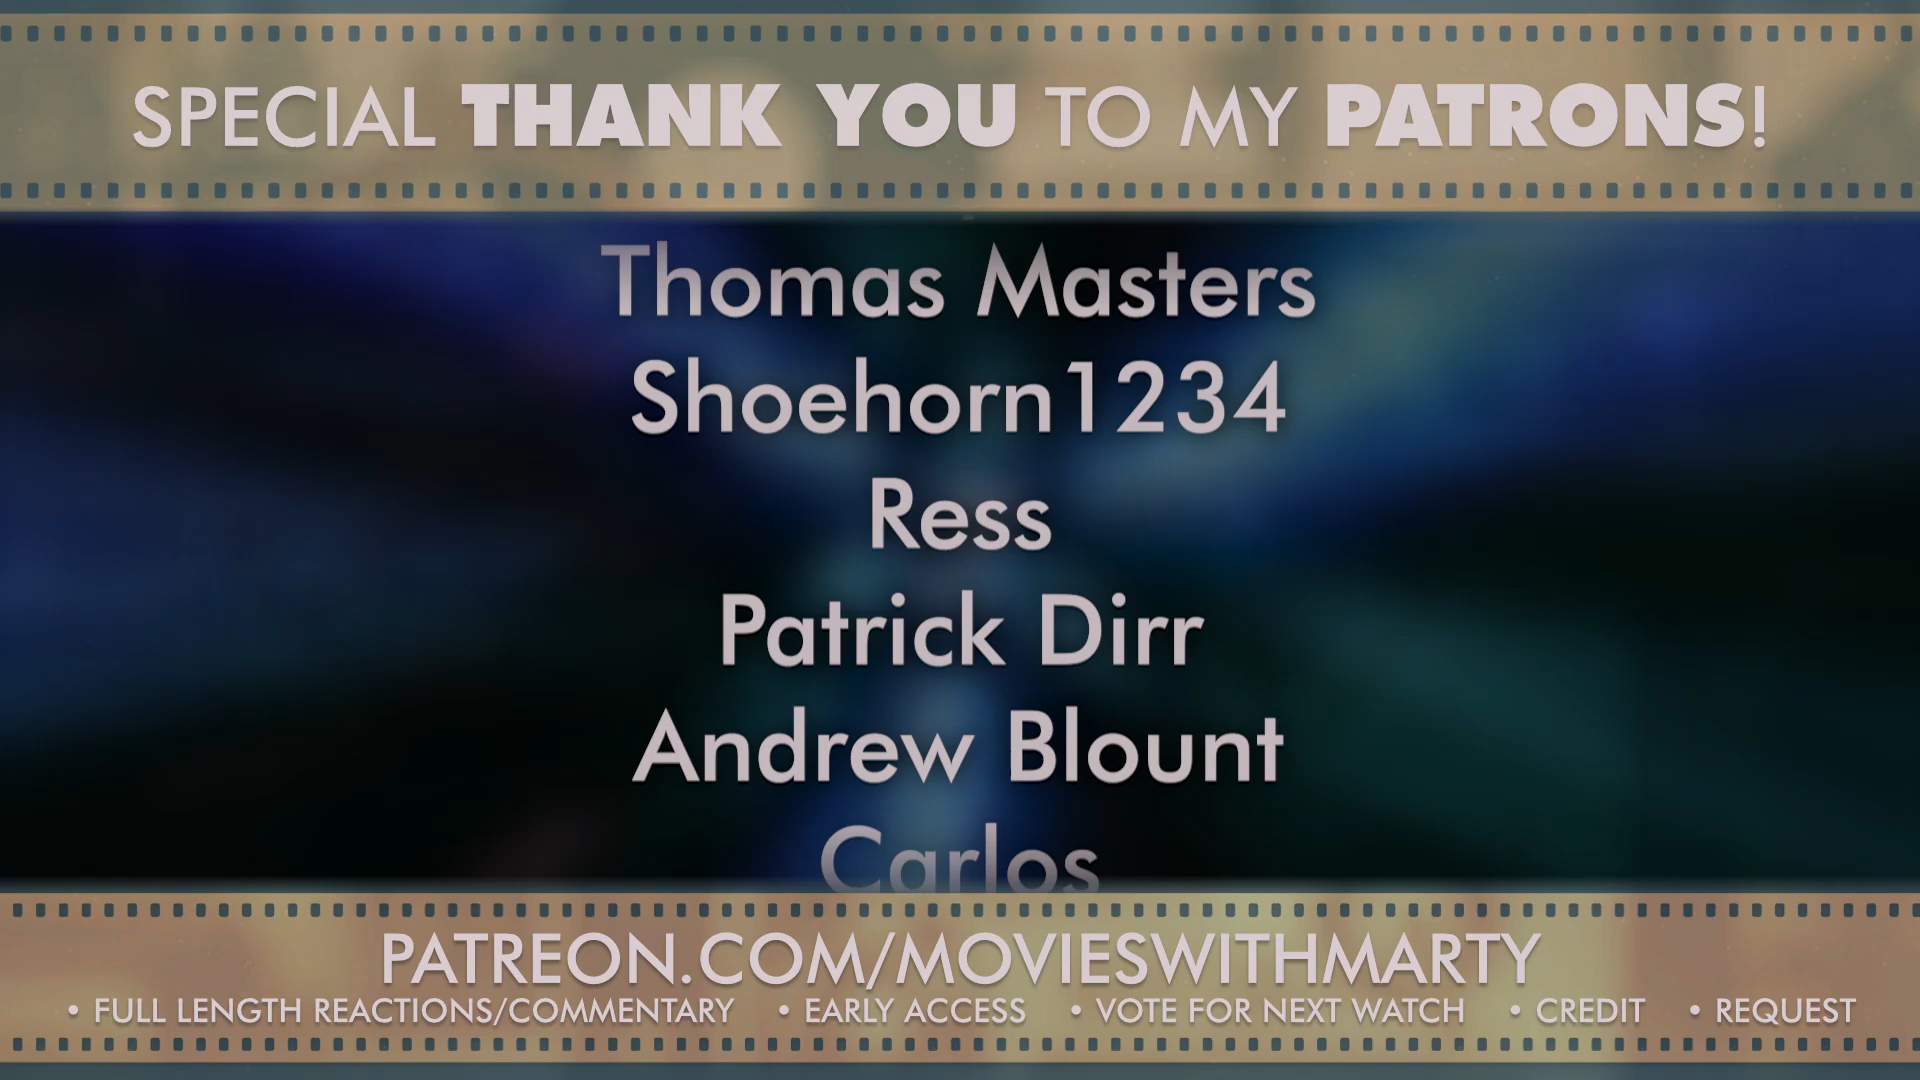 SPECIAL THANK YOU TO MY PATRONS!
Thomas Masters
Shoehorn1234
Ress
Patrick Dirr
Andrew Blount
Carlos
PATREON.COM/MOVIESWITHMARTY
• FULL LENGTH REACTIONS/COMMENTARY • EARLY ACCESS • VOTE FOR NEXT WATCH • CREDIT • REQUEST